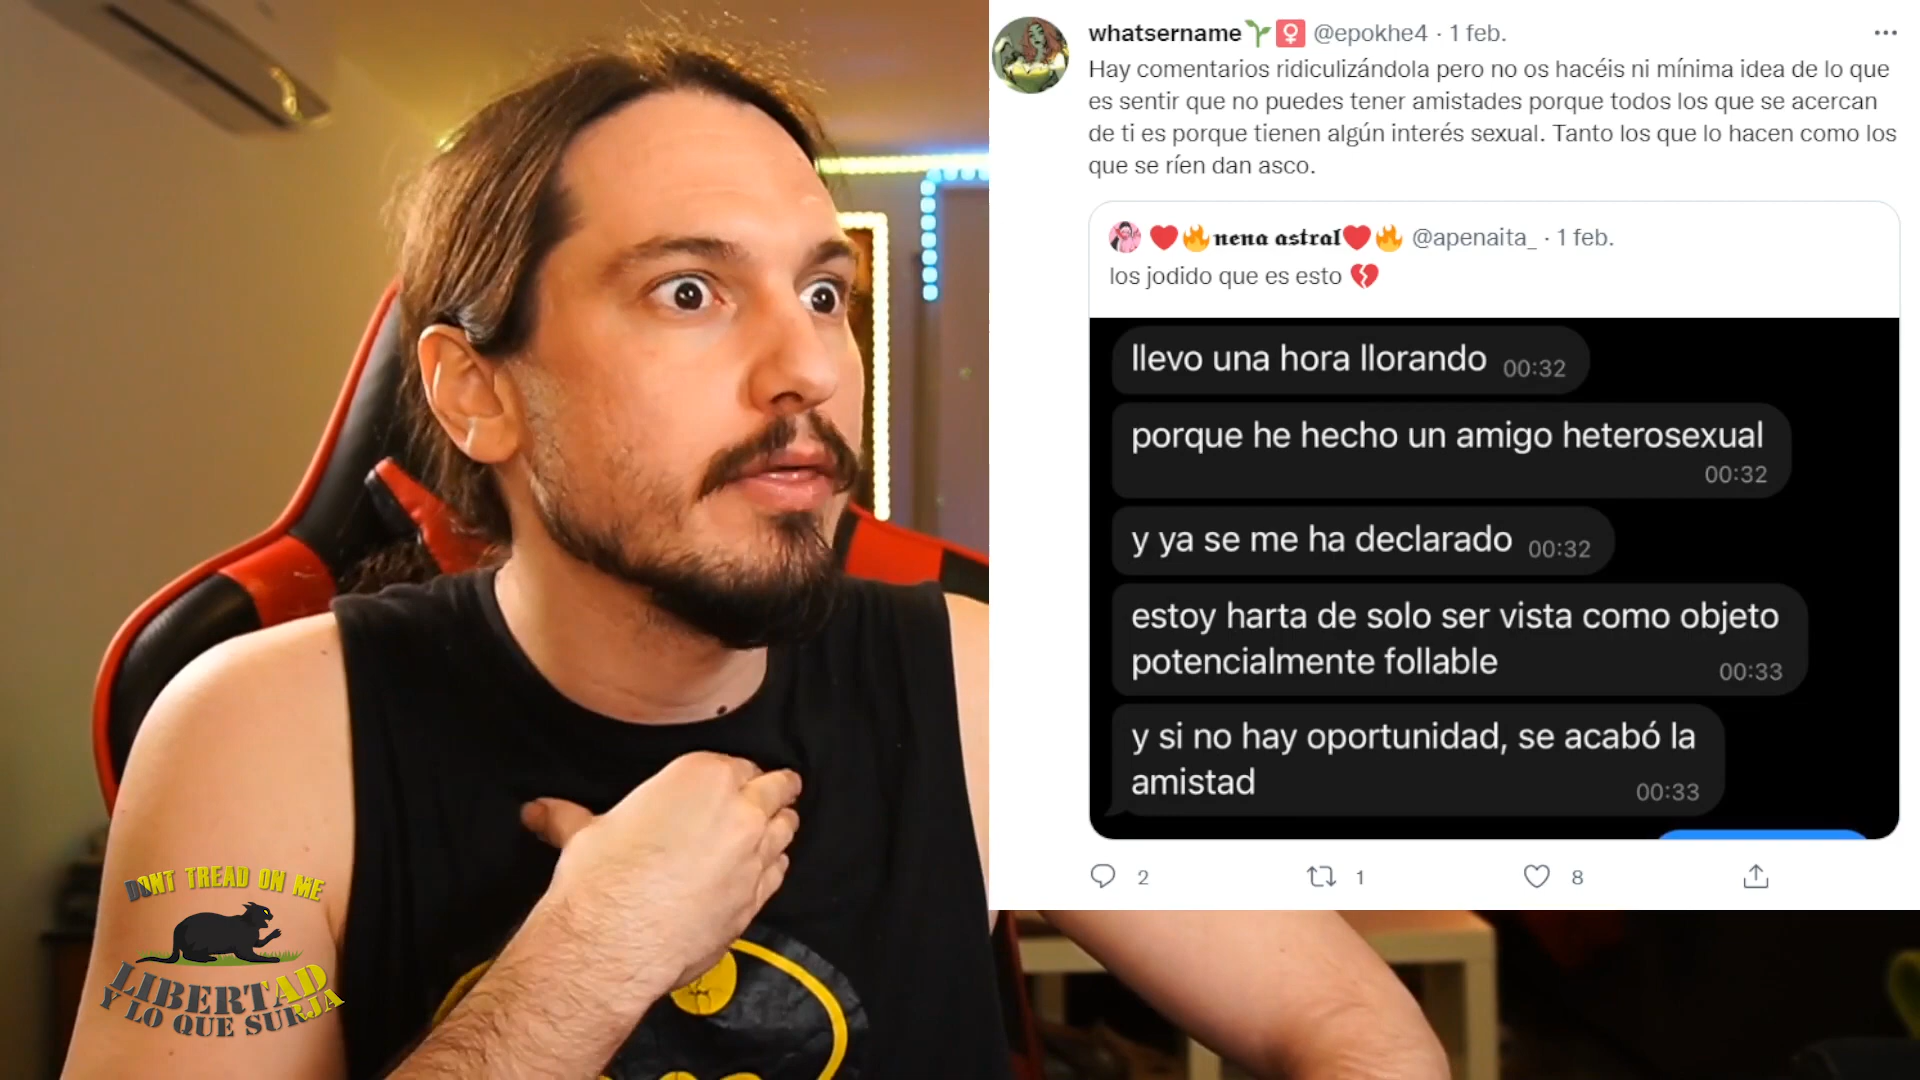 whatsername @epokhe4 · 1 feb.
Hay comentarios ridiculizándola pero no os hacéis ni mínima idea de lo que
es sentir que no puedes tener amistades porque todos los que se acercan
de ti es porque tienen algún interés sexual. Tanto los que lo hacen como los
que se ríen dan asco.
❤️🔥𝖓𝖊𝖓𝖆 𝖆𝖘𝖙𝖗𝖆𝖑❤️🔥 @apenaita_ · 1 feb.
los jodido que es esto 💔
llevo una hora llorando 00:32
porque he hecho un amigo heterosexual
00:32
y ya se me ha declarado 00:32
estoy harta de solo ser vista como objeto
potencialmente follable 00:33
y si no hay oportunidad, se acabó la
amistad 00:33
2 1 8
DONT TREAD ON ME
LIBERTAD
Y LO QUE SURJA